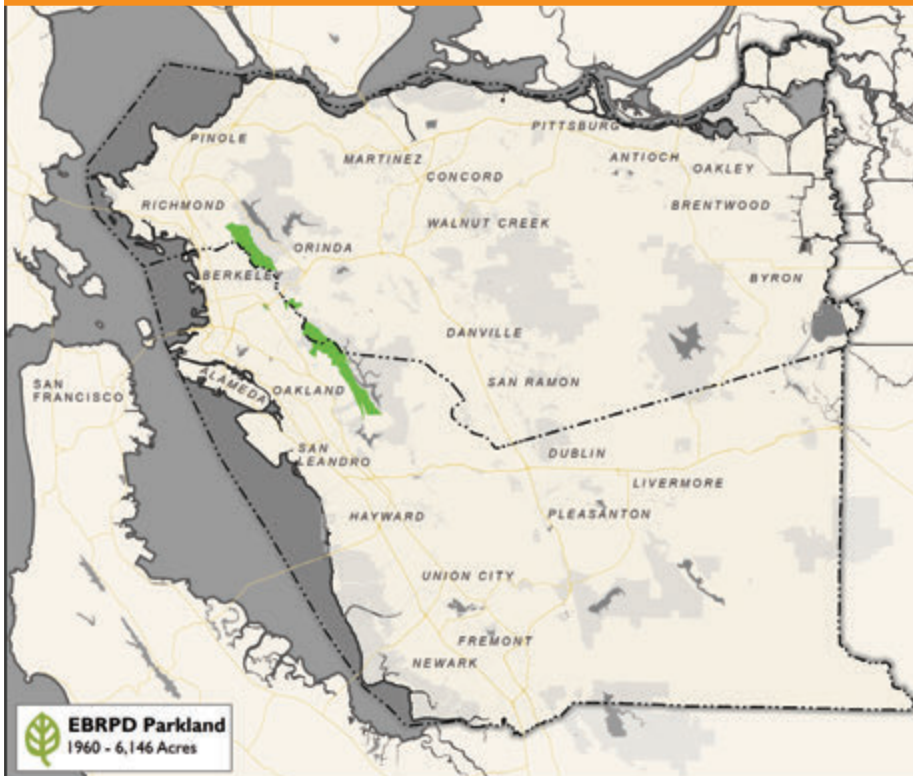 PINOLE
PITTSBURG
MARTINEZ
ANTIOCH
CONCORD
OAKLEY
RICHMOND
BRENTWOOD
WALNUT CREEK
ORINDA
BERKELEY
BYRON
DANVILLE
SAN
FRANCISCO
ALAMEDA
OAKLAND
SAN RAMON
SAN
LEANDRO
DUBLIN
LIVERMORE
HAYWARD
PLEASANTON
UNION CITY
FREMONT
NEWARK
EBRPD Parkland
1960 - 6,146 Acres